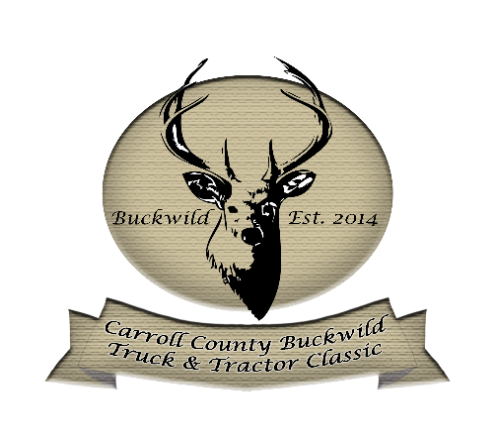 Buckwild Est. 2014
Carroll County Buckwild
Truck & Tractor Classic